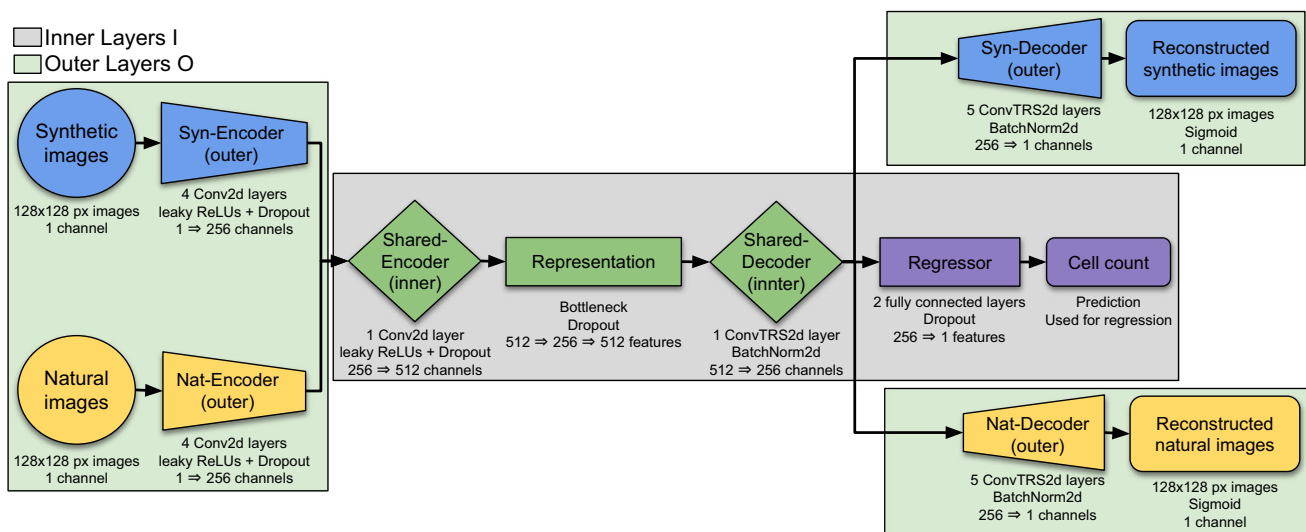 Inner Layers I
Outer Layers O
Synthetic
images
128x128 px images
1 channel
Syn-Encoder
(outer)
4 Conv2d layers
leaky ReLUs + Dropout
1 ⇒ 256 channels
Natural
images
128x128 px images
1 channel
Nat-Encoder
(outer)
4 Conv2d layers
leaky ReLUs + Dropout
1 ⇒ 256 channels
Shared-
Encoder
(inner)
1 Conv2d layer
leaky ReLUs + Dropout
256 ⇒ 512 channels
Representation
Bottleneck
Dropout
512 ⇒ 256 ⇒ 512 features
Shared-
Decoder
(innter)
1 ConvTRS2d layer
BatchNorm2d
512 ⇒ 256 channels
Syn-Decoder
(outer)
5 ConvTRS2d layers
BatchNorm2d
256 ⇒ 1 channels
Reconstructed
synthetic images
128x128 px images
Sigmoid
1 channel
Regressor
2 fully connected layers
Dropout
256 ⇒ 1 features
Cell count
Prediction
Used for regression
Nat-Decoder
(outer)
5 ConvTRS2d layers
BatchNorm2d
256 ⇒ 1 channels
Reconstructed
natural images
128x128 px images
Sigmoid
1 channel